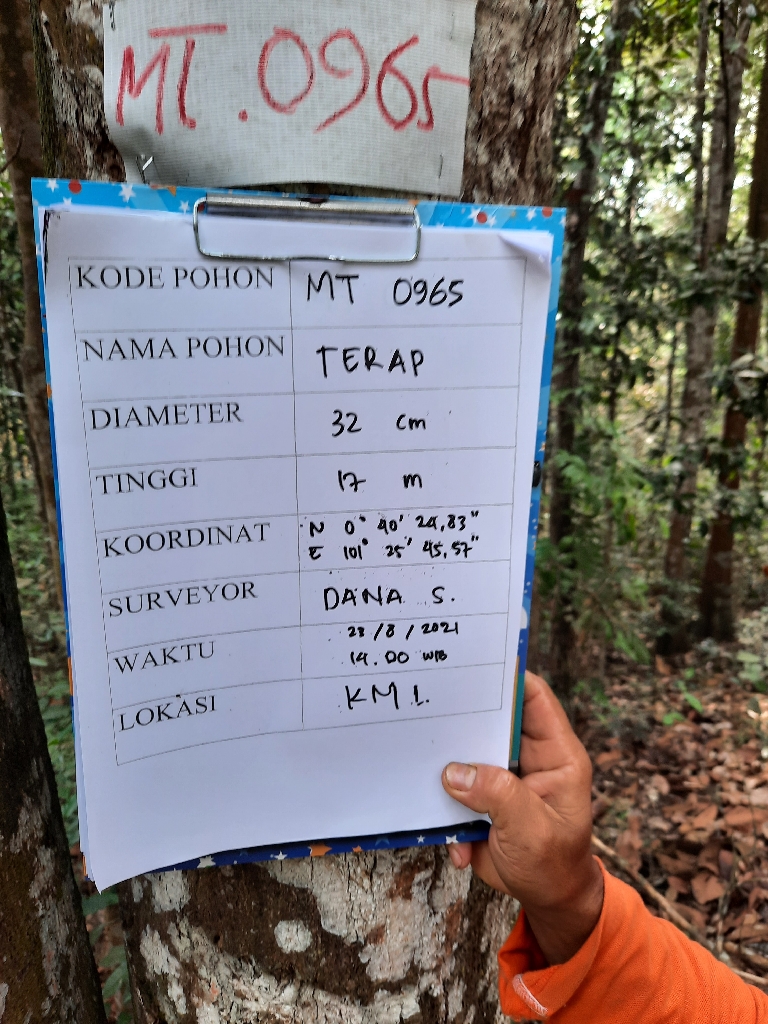 MT.0965
KODE POHON MT 0965
NAMA POHON TERAP
DIAMETER 32 cm
TINGGI 17 m
KOORDINAT N 0° 40' 24,83"
E 101° 25' 45,57"
SURVEYOR DANA S.
WAKTU 23/8/2021
14.00 WIB
LOKASI KM 1.